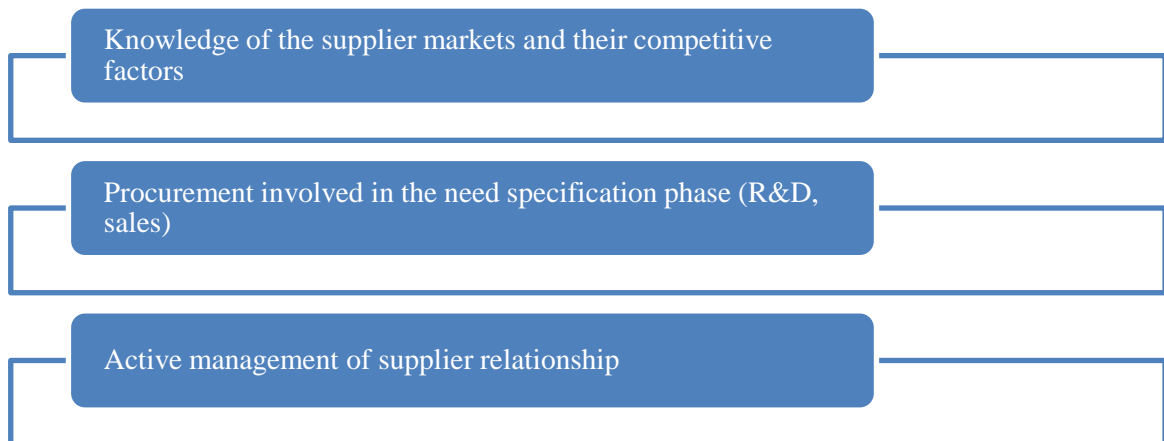 Knowledge of the supplier markets and their competitive
factors
Procurement involved in the need specification phase (R&D,
sales)
Active management of supplier relationship